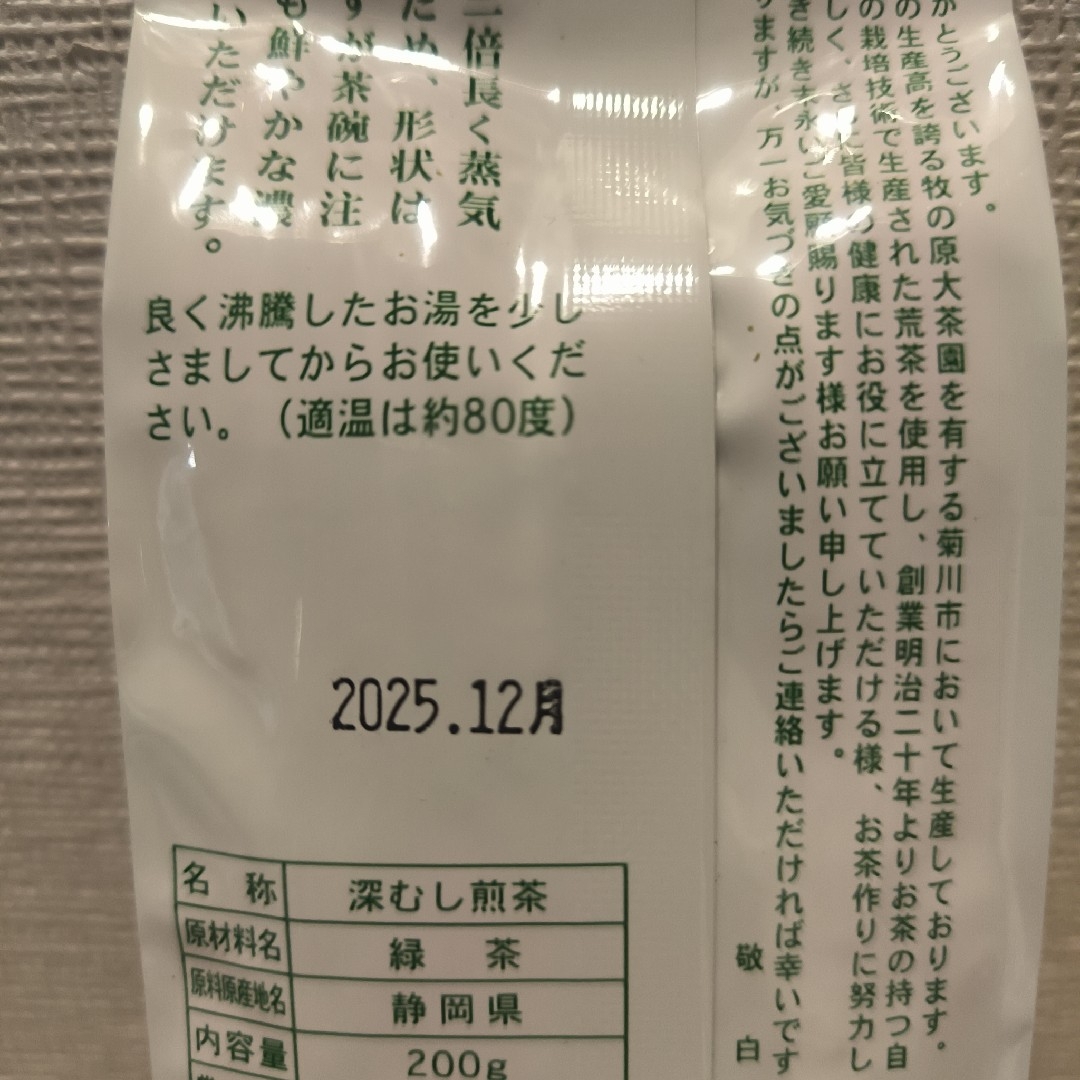 がとうございます。
の生産高を誇る牧の原大茶園を有する菊川市において生産しております。
の栽培技術で生産された荒茶を使用し、創業明治二十年よりお茶の持つ自
しく、さらに皆様の健康にお役に立てていただける様、お茶作りに努力し
き続き末永いご愛顧賜ります様お願い申し上げます。
りますが、万一お気づきの点がございましたらご連絡いただければ幸いです
敬白
二倍長く蒸気
ため、形状は
すが茶碗に注
も鮮やかな濃
いただけます。
良く沸騰したお湯を少し
さましてからお使いくだ
さい。（適温は約80度）
2025.12月
名称 深むし煎茶
原材料名 緑茶
原料原産地名 静岡県
内容量 200g